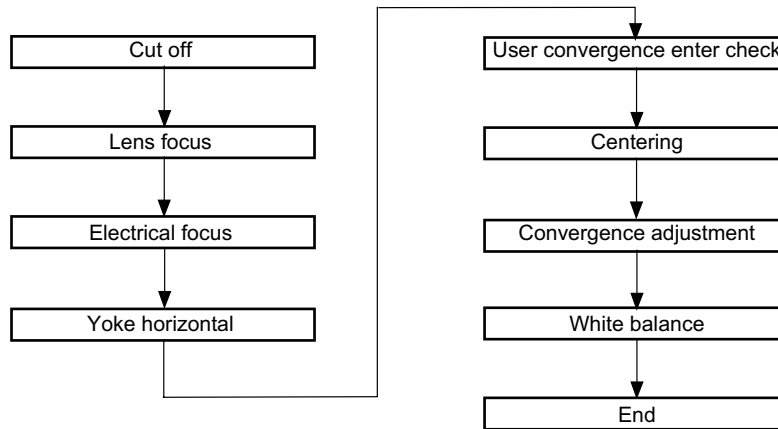 Cut off
Lens focus
Electrical focus
Yoke horizontal
User convergence enter check
Centering
Convergence adjustment
White balance
End